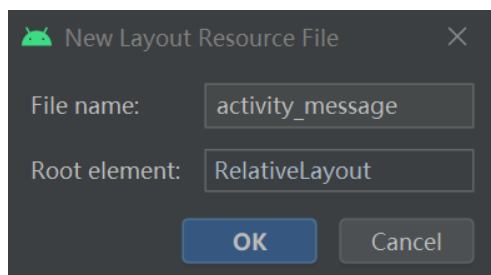 New Layout Resource File
File name: activity_message
Root element: RelativeLayout
OK Cancel